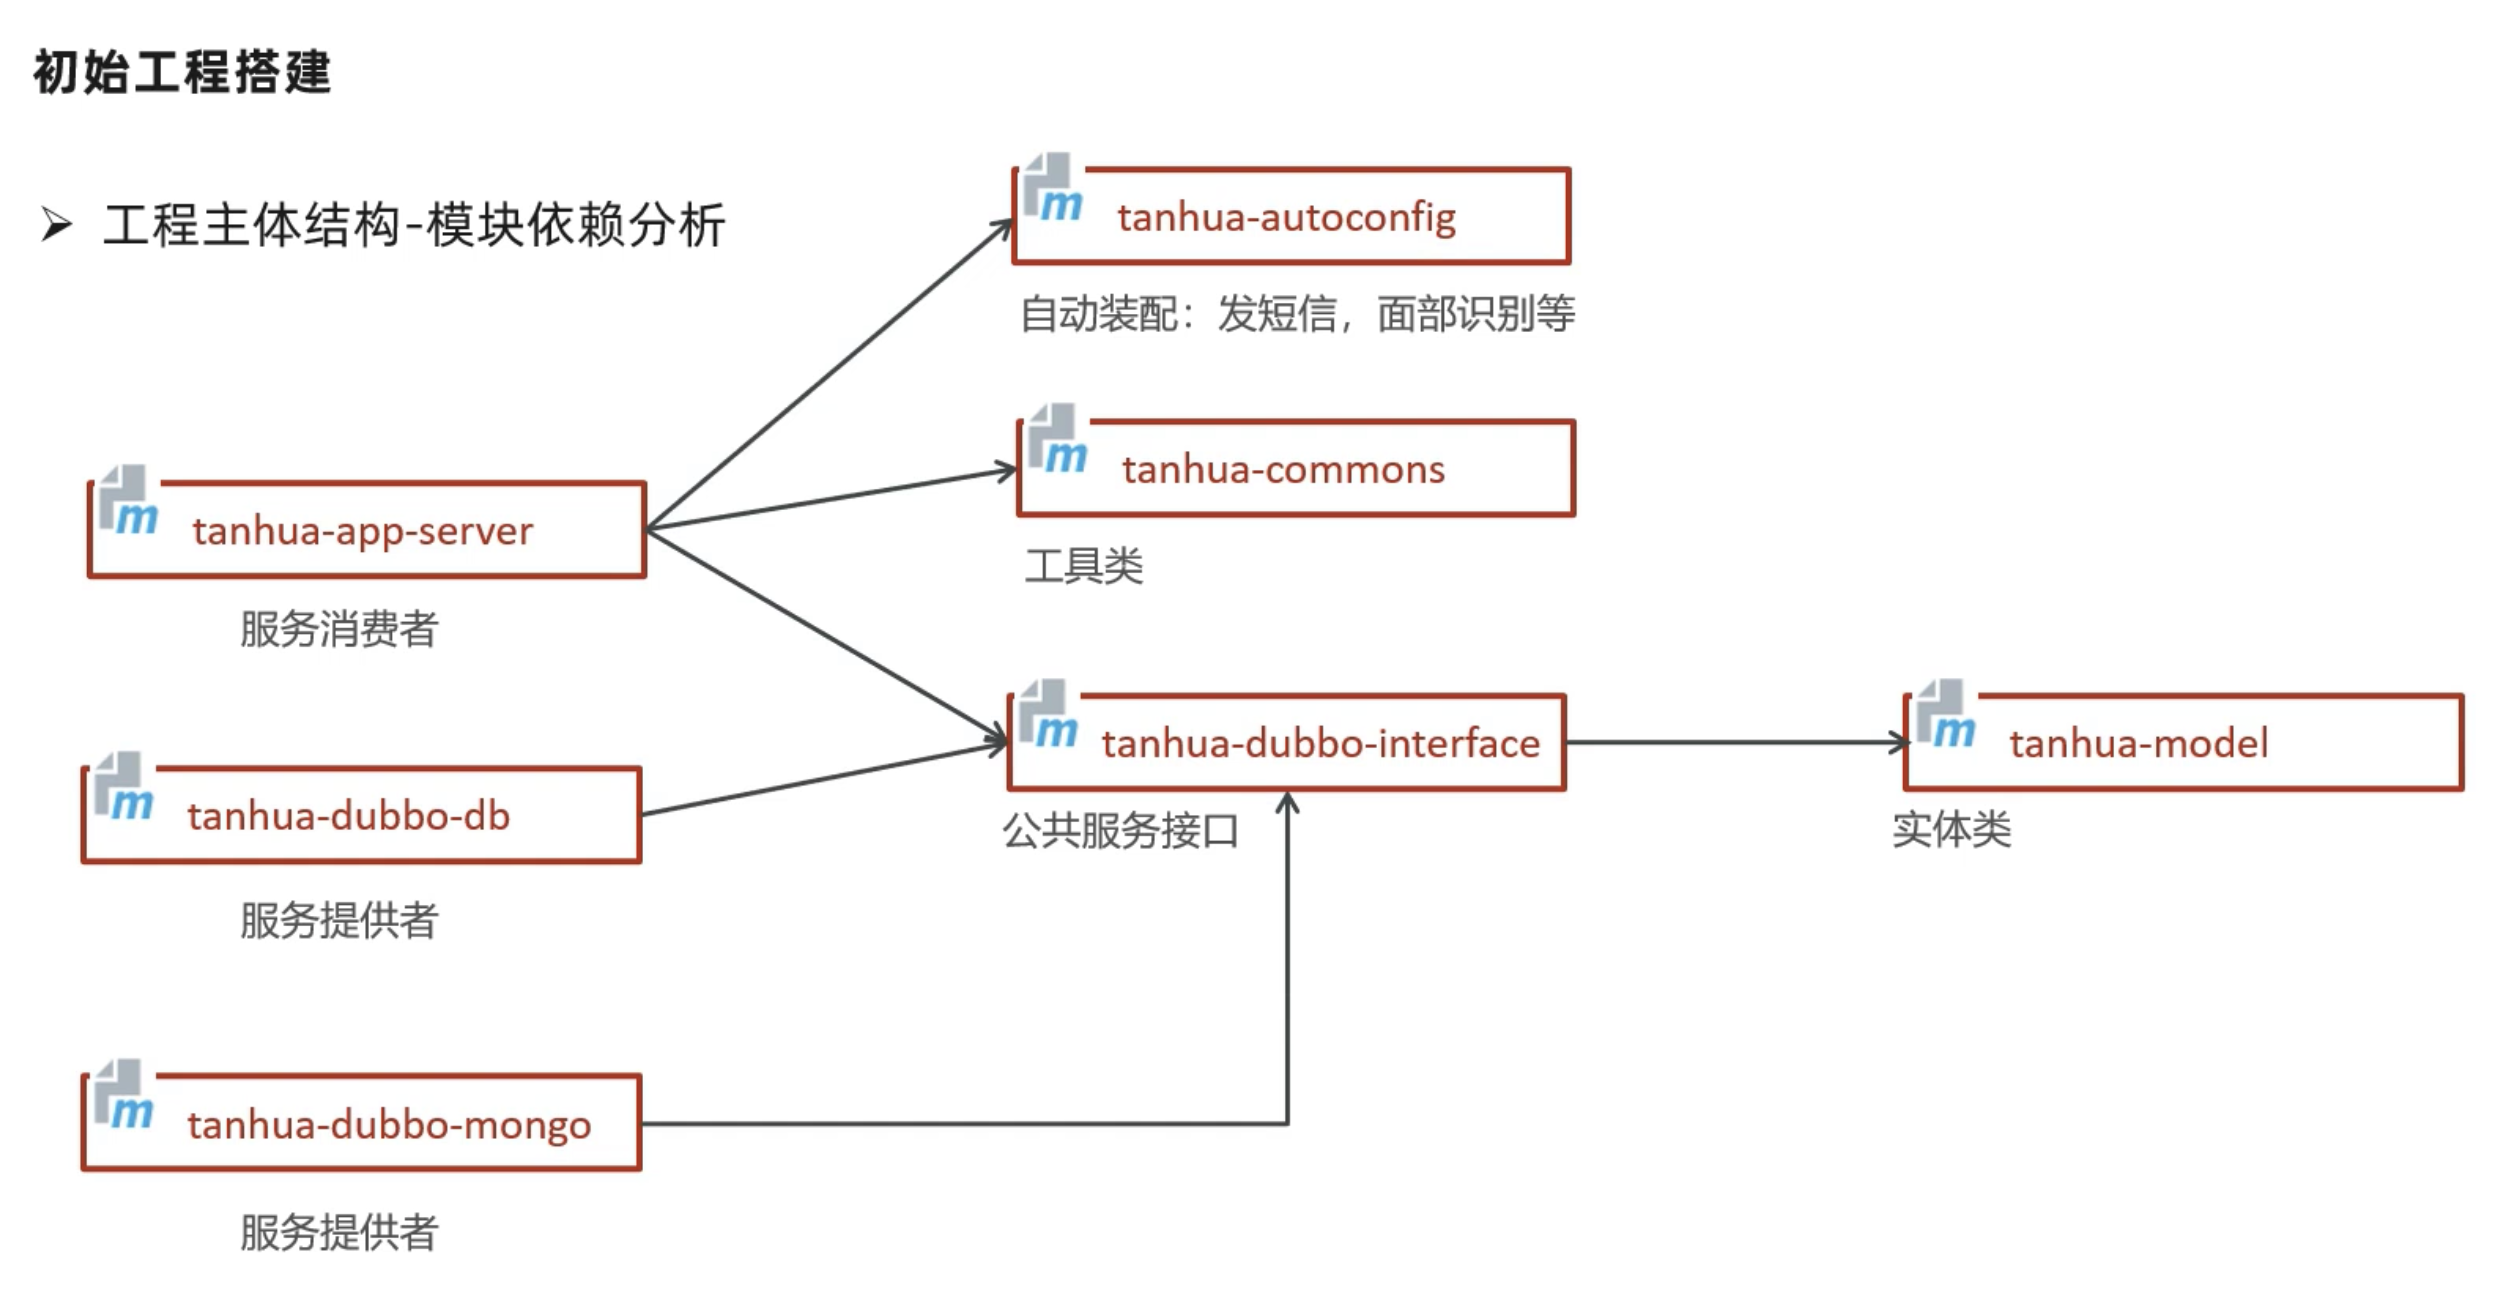 初始工程搭建
工程主体结构-模块依赖分析
m
tanhua-autoconfig
自动装配：发短信，面部识别等
m
tanhua-commons
工具类
m
tanhua-app-server
服务消费者
m
tanhua-dubbo-interface
公共服务接口
m
tanhua-model
实体类
m
tanhua-dubbo-db
服务提供者
m
tanhua-dubbo-mongo
服务提供者